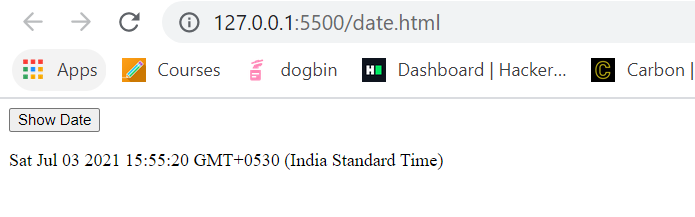 127.0.0.1:5500/date.html
Apps Courses dogbin Dashboard | Hacker... Carbon |
Show Date
Sat Jul 03 2021 15:55:20 GMT+0530 (India Standard Time)